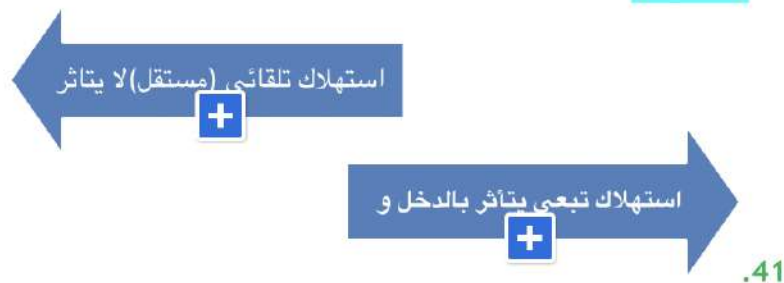 استهلاك تلقائي (مستقل)لا يتاثر
استهلاك تبعي يتأثر بالدخل و
.41